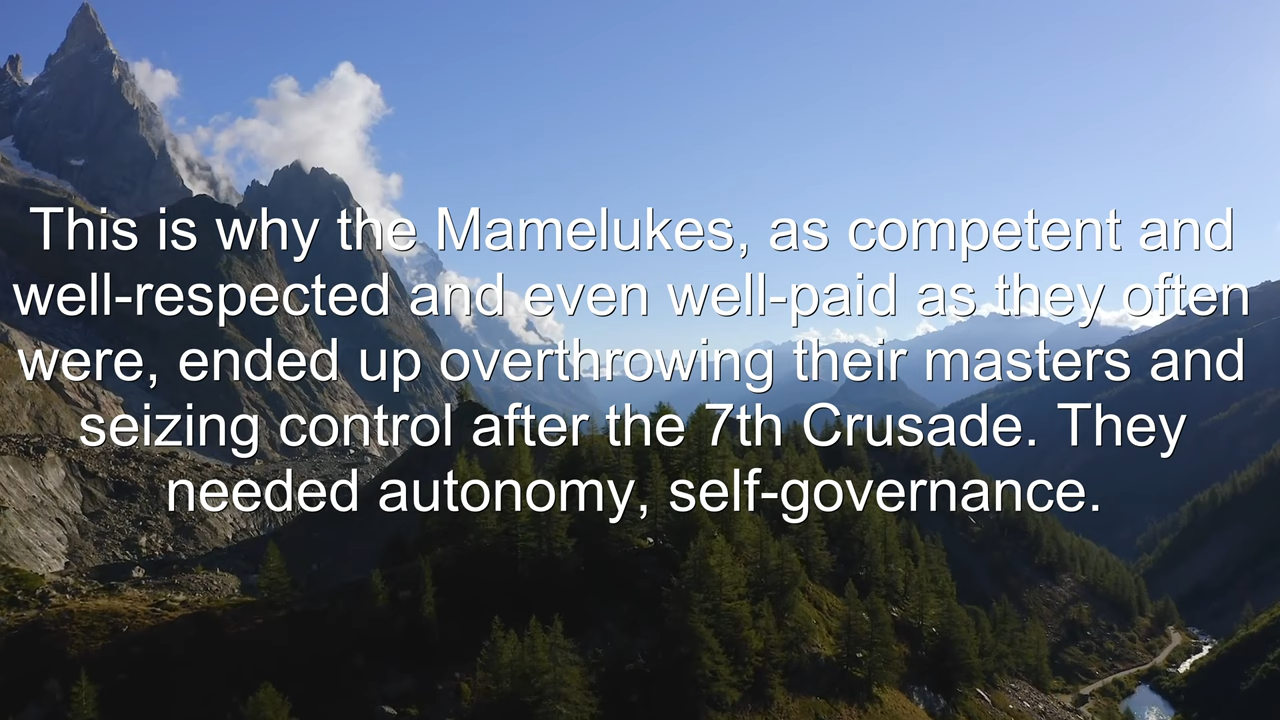 This is why the Mamelukes, as competent and
well-respected and even well-paid as they often
were, ended up overthrowing their masters and
seizing control after the 7th Crusade. They
needed autonomy, self-governance.